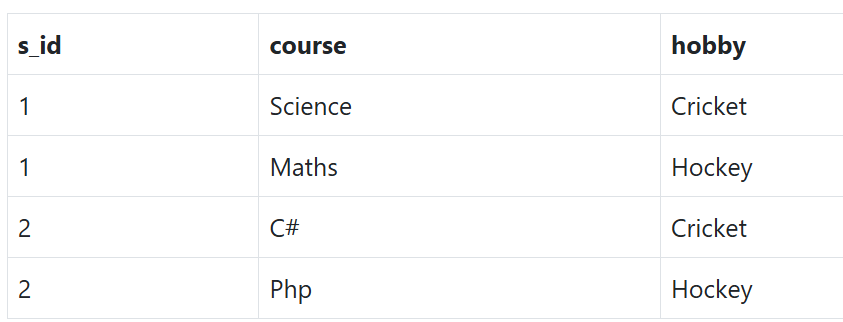 s_id course hobby
1 Science Cricket
1 Maths Hockey
2 C# Cricket
2 Php Hockey